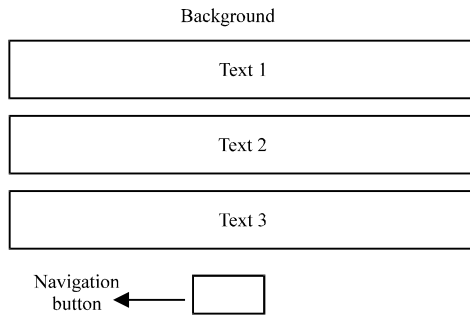 Background
Text 1
Text 2
Text 3
Navigation
button